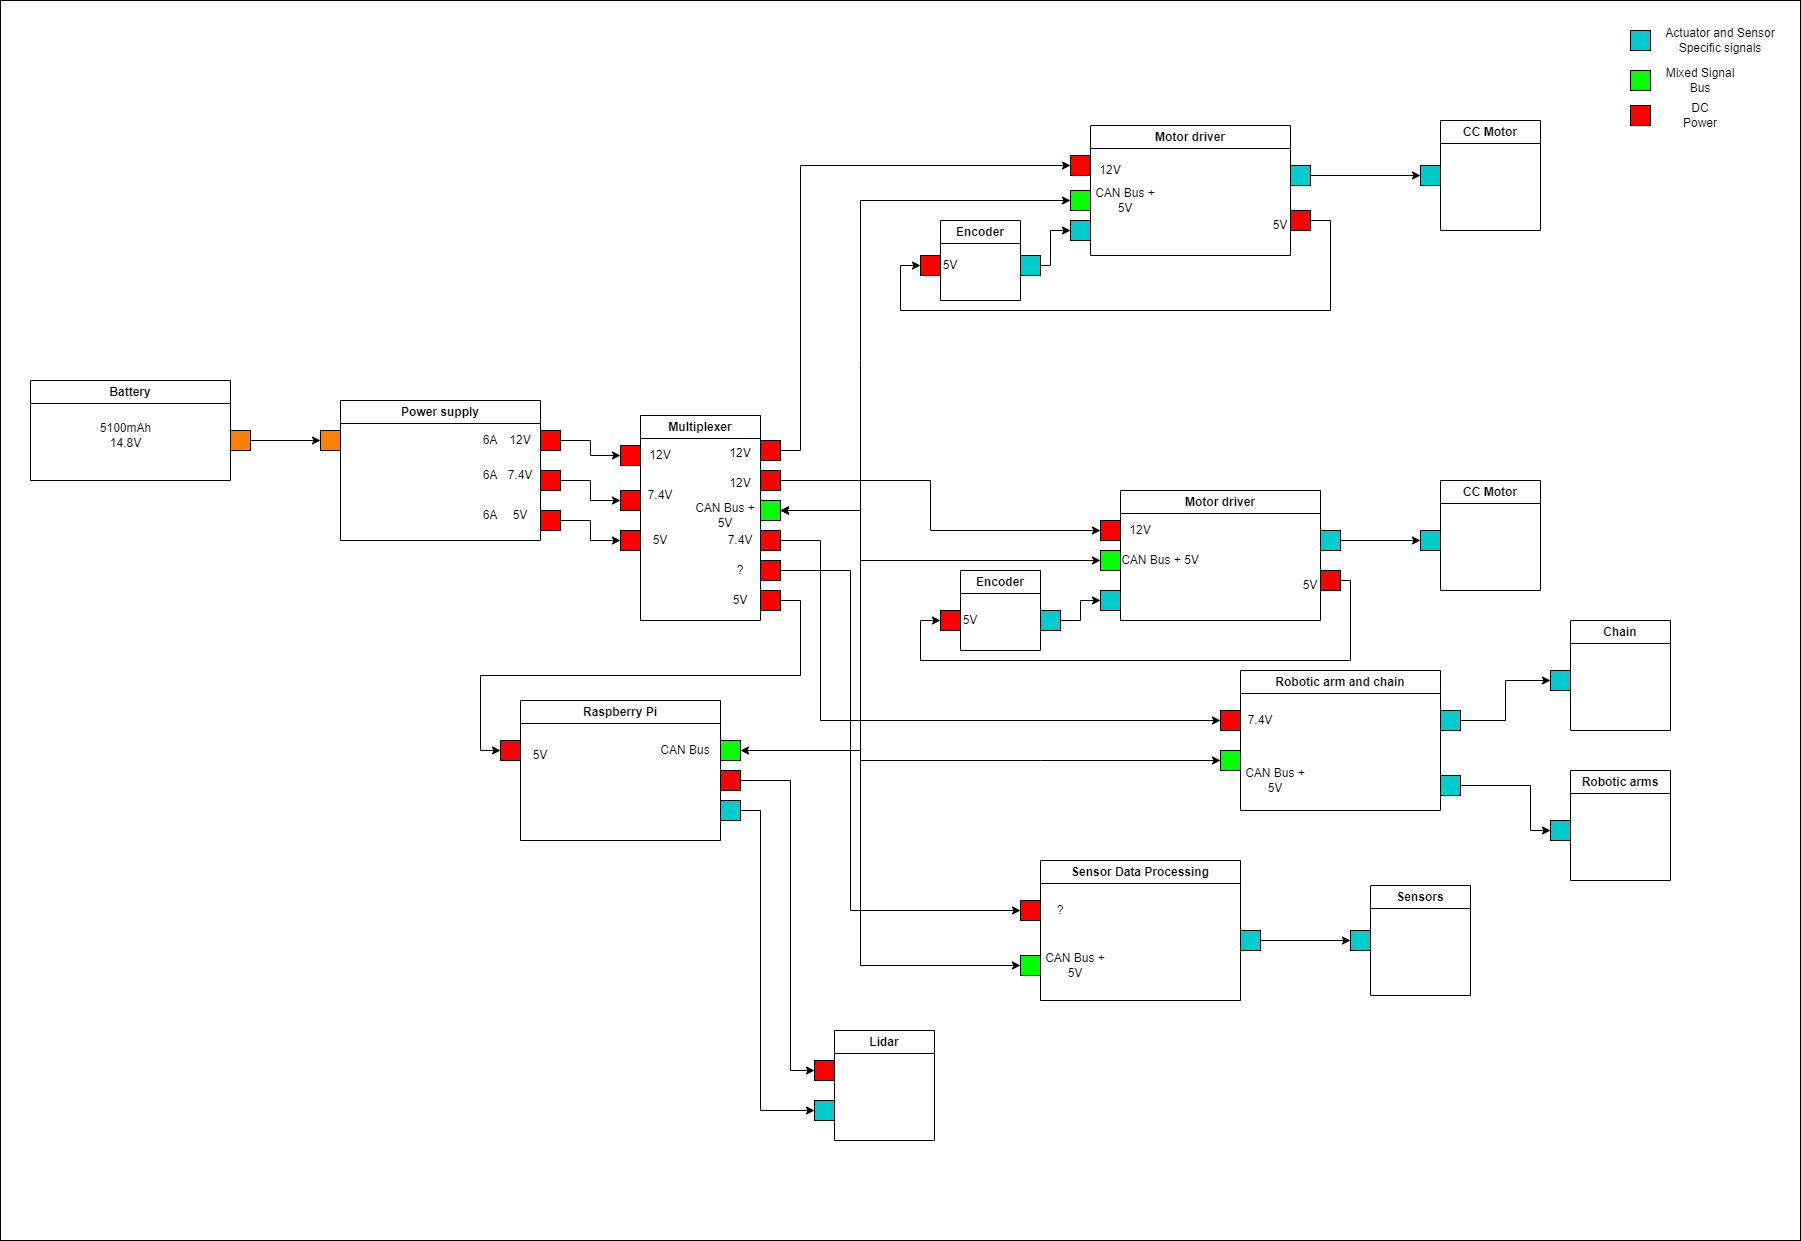 Actuator and Sensor
Specific signals
Mixed Signal
Bus
DC
Power
Motor driver
12V
CAN Bus +
5V
5V
CC Motor
Encoder
5V
Battery
5100mAh
14.8V
Power supply
6A 12V
6A 7.4V
6A 5V
Multiplexer
12V
7.4V
5V
12V
12V
CAN Bus +
5V
7.4V
?
5V
Motor driver
12V
CAN Bus + 5V
5V
CC Motor
Encoder
5V
Chain
Robotic arm and chain
7.4V
CAN Bus +
5V
Robotic arms
Raspberry Pi
5V
CAN Bus
Sensor Data Processing
?
CAN Bus +
5V
Sensors
Lidar